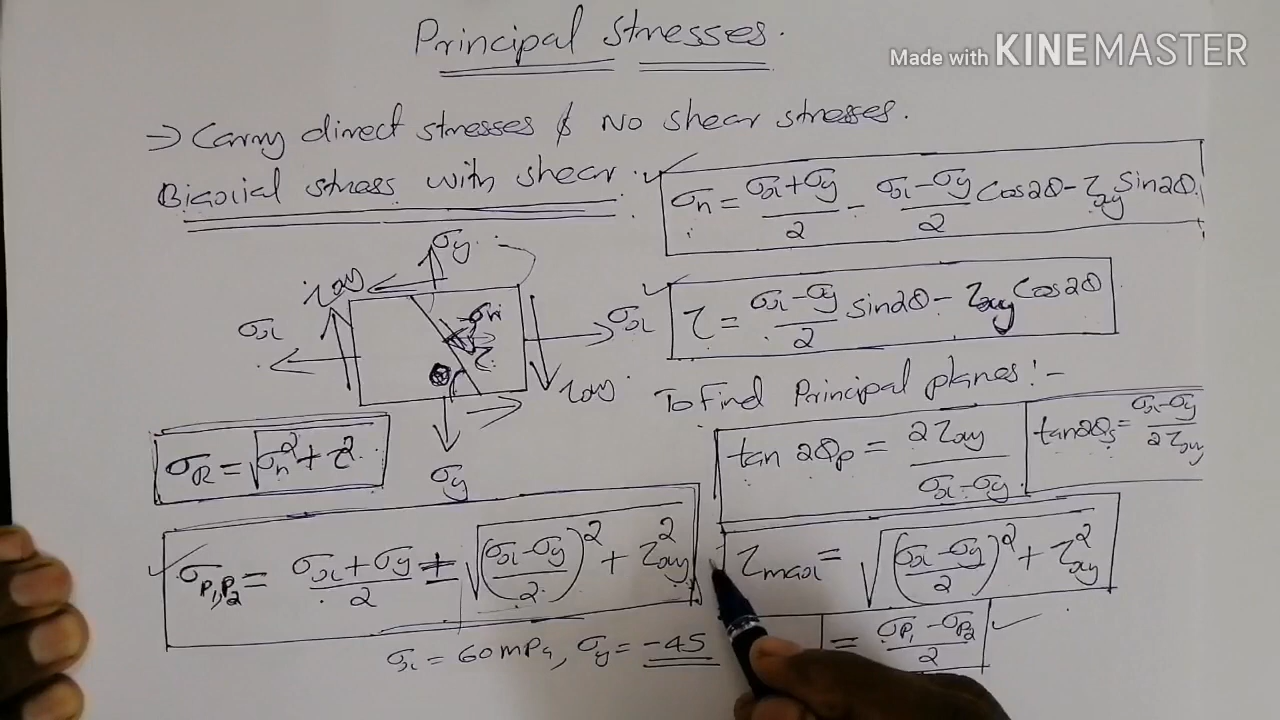 Principal stresses.
Made with KINEMASTER
→ Carry direct stresses & No shear stresses.
Biaxial stress with shear.
σn = (σx + σy)/2 - (σx - σy)/2 Cos2θ - τxy Sin2θ.
τ = (σx - σy)/2 sin2θ - τxy Cos2θ
σy
τxy
σx
σn
σx
τ
θ
τxy
σy
To Find Principal planes:-
tan 2θp = 2τxy/(σx - σy)
tan2θs = (σx - σy)/2τxy
σR = √(σn² + τ²)
σP1,P2 = (σx + σy)/2 ± √(((σx - σy)/2)² + τxy²)
τmax = √(((σx - σy)/2)² + τxy²)
= (σP1 - σP2)/2
σx = 60 mPa, σy = -45